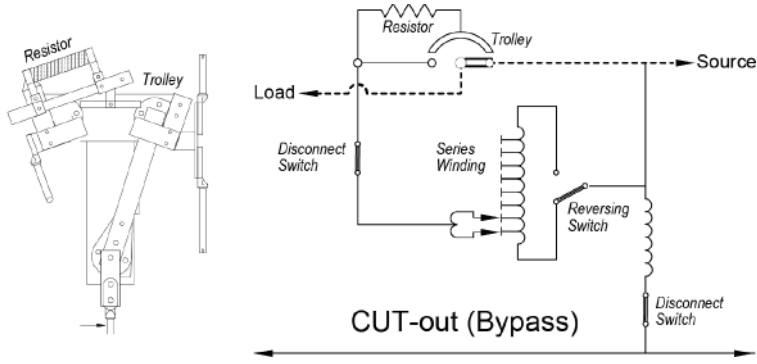 Resistor
Trolley
Resistor
Trolley
Source
Load
Disconnect
Switch
Series
Winding
Reversing
Switch
Disconnect
Switch
CUT-out (Bypass)